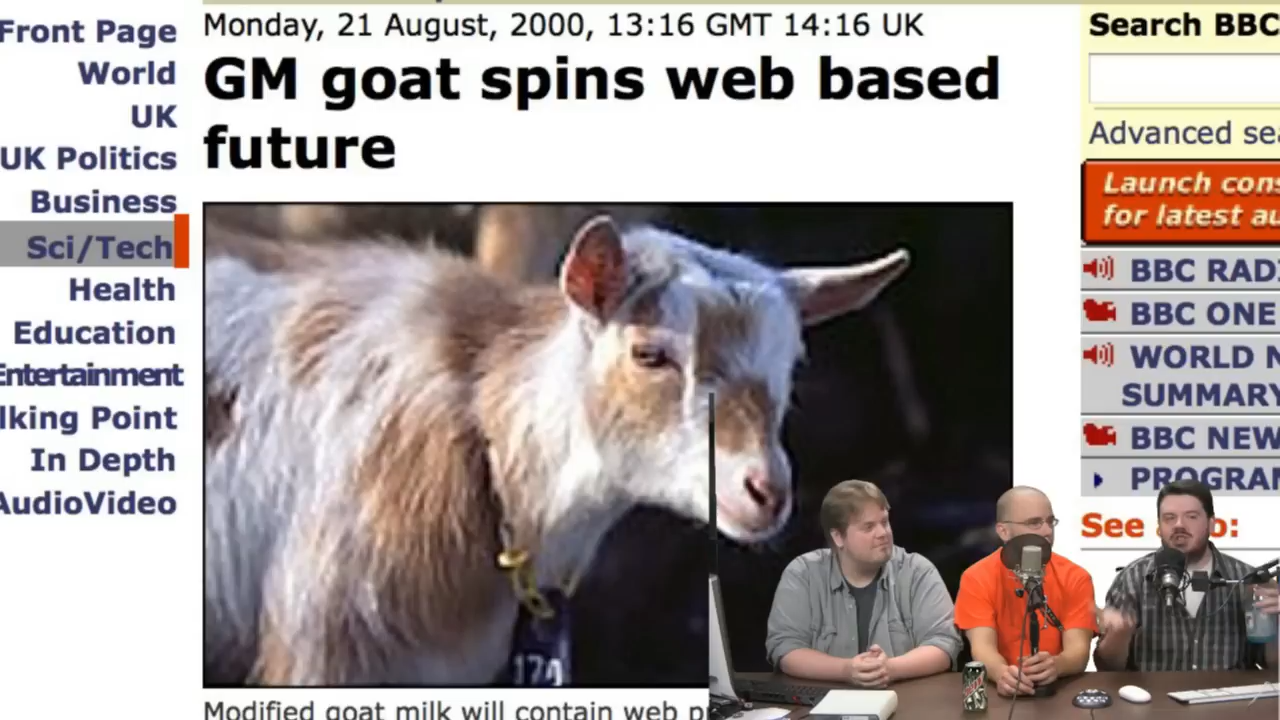 Front Page
World
UK
UK Politics
Business
Sci/Tech
Health
Education
Entertainment
lking Point
In Depth
AudioVideo
Monday, 21 August, 2000, 13:16 GMT 14:16 UK
GM goat spins web based
future
174
Modified goat milk will contain web p
Search BBC
Advanced sea
Launch cons
for latest au
BBC RADI
BBC ONE
WORLD N
SUMMARY
BBC NEW
PROGRAM
See o: